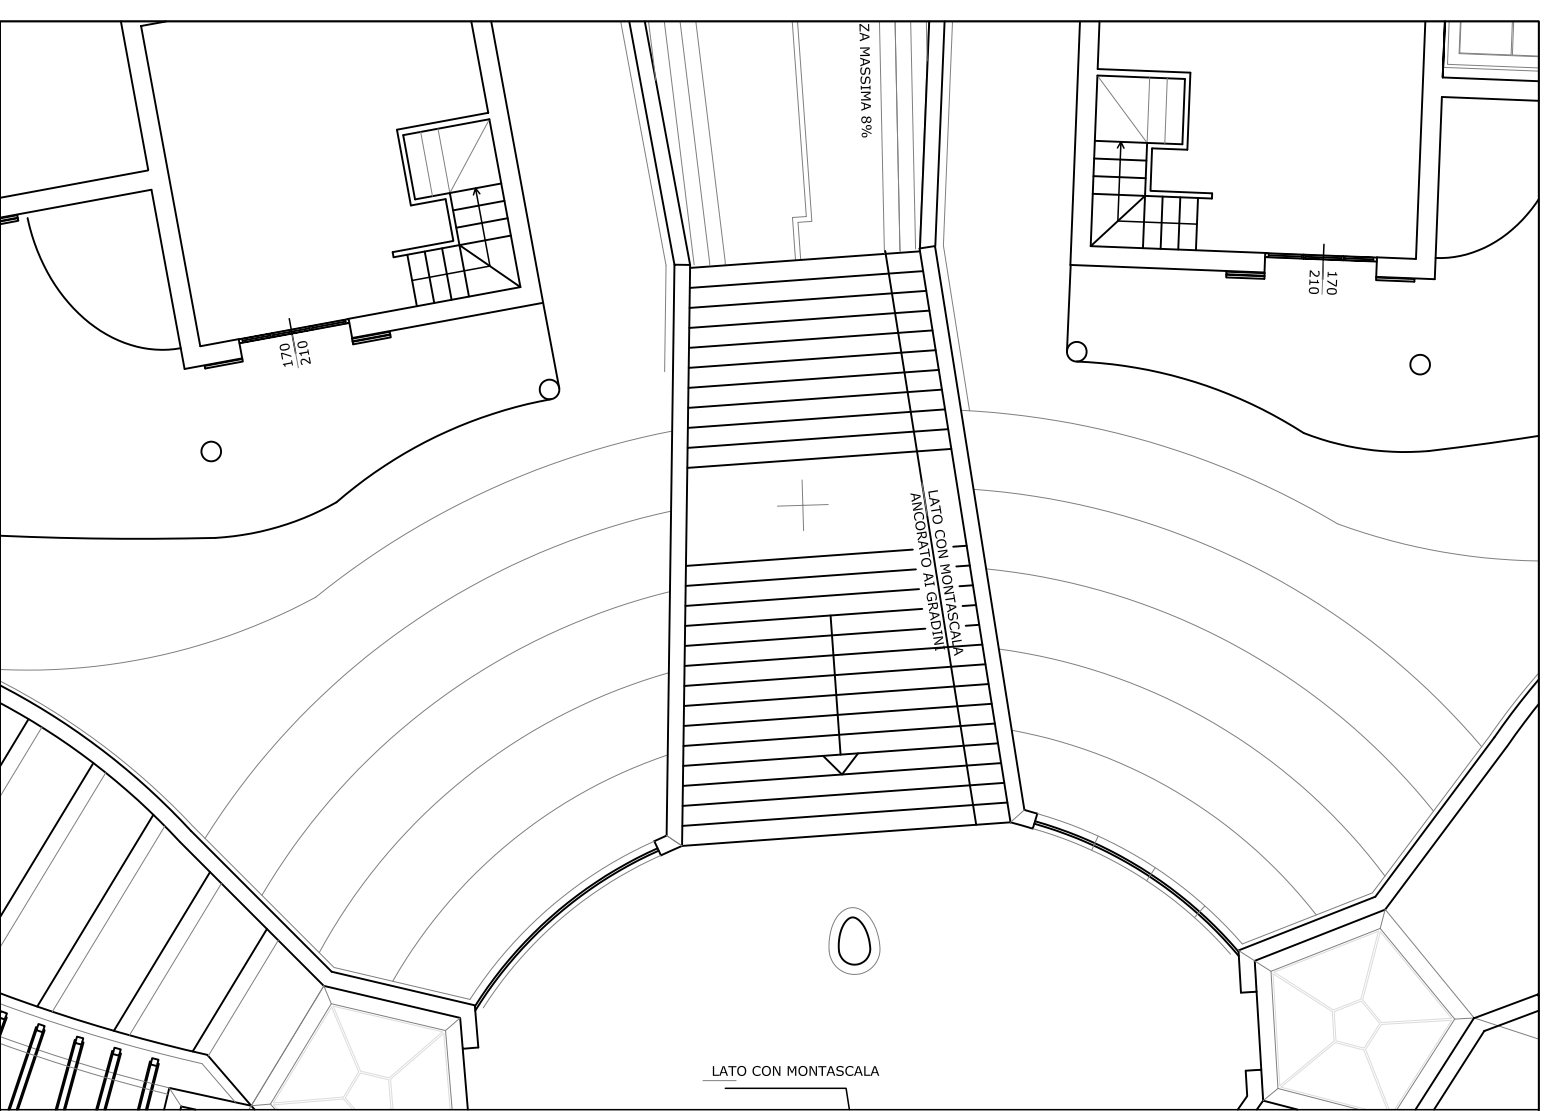 ZA MASSIMA 8%
170
210
210
170
LATO CON MONTASCALA
ANCORATO AI GRADINI
LATO CON MONTASCALA